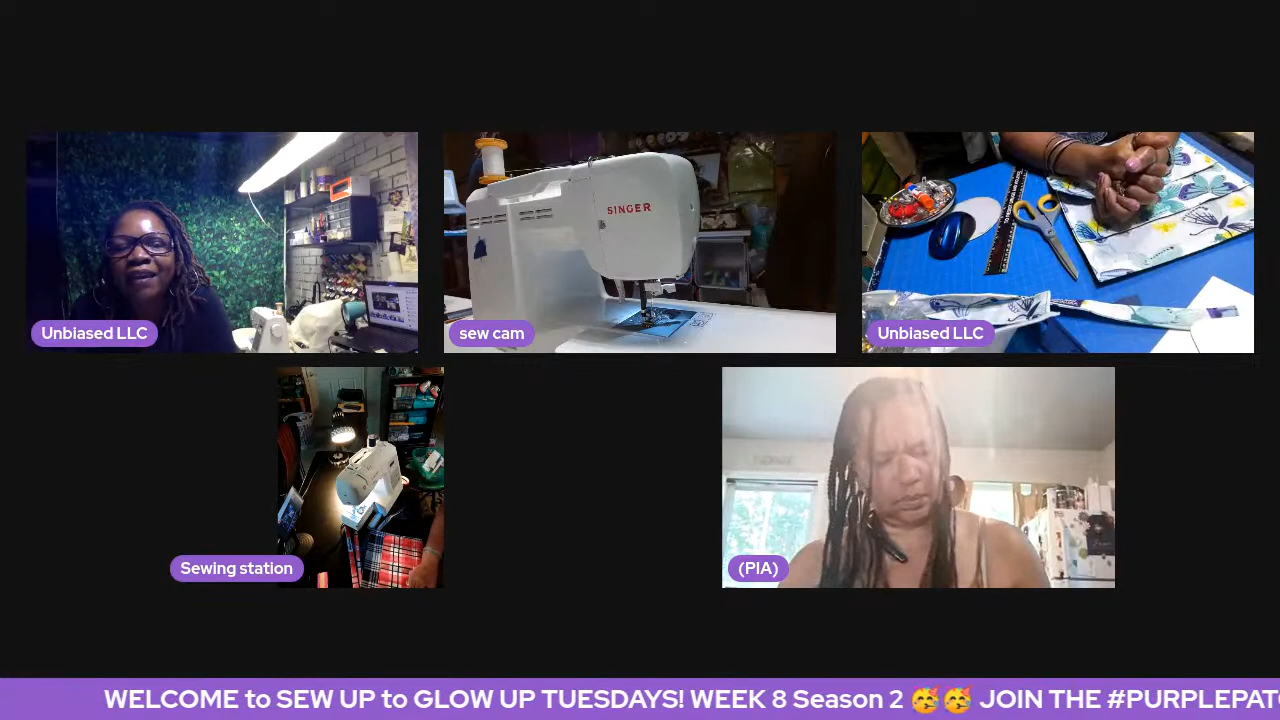 SINGER
Unbiased LLC
sew cam
Unbiased LLC
Sewing station
(PIA)
WELCOME to SEW UP to GLOW UP TUESDAYS! WEEK 8 Season 2 🥳🥳 JOIN THE #PURPLEPAT